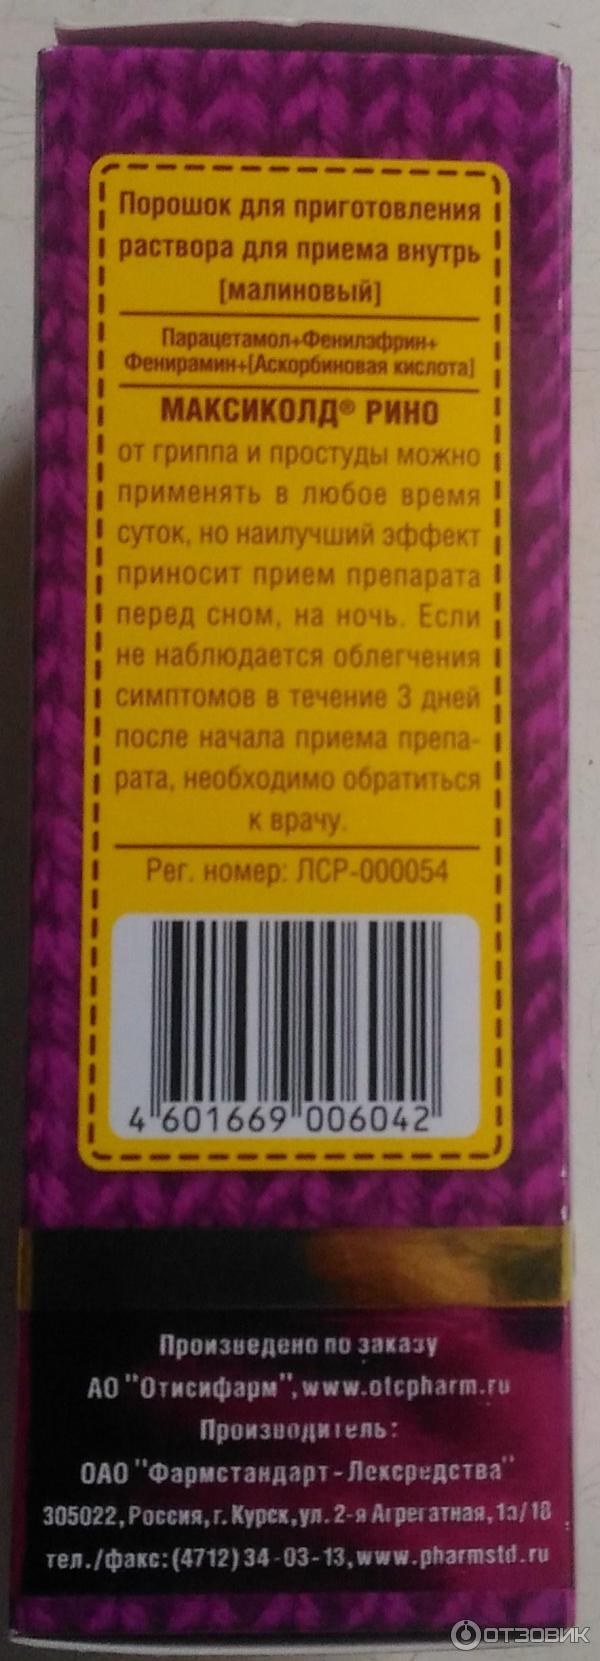 Порошок для приготовления
раствора для приема внутрь
[малиновый]
Парацетамол+Фенилэфрин+
Фенирамин+[Аскорбиновая кислота]
МАКСИКОЛД® РИНО
от гриппа и простуды можно
применять в любое время
суток, но наилучший эффект
приносит прием препарата
перед сном, на ночь. Если
не наблюдается облегчения
симптомов в течение 3 дней
после начала приема препа-
рата, необходимо обратиться
к врачу.
Рег. номер: ЛСР-000054
4 601669 006042
Произведено по заказу
АО "Отисифарм", www.otcpharm.ru
Производитель:
ОАО "Фармстандарт-Лексредства"
305022, Россия, г. Курск, ул. 2-я Агрегатная, 1а/18
тел./факс: (4712) 34-03-13, www.pharmstd.ru
ОТЗОВИК